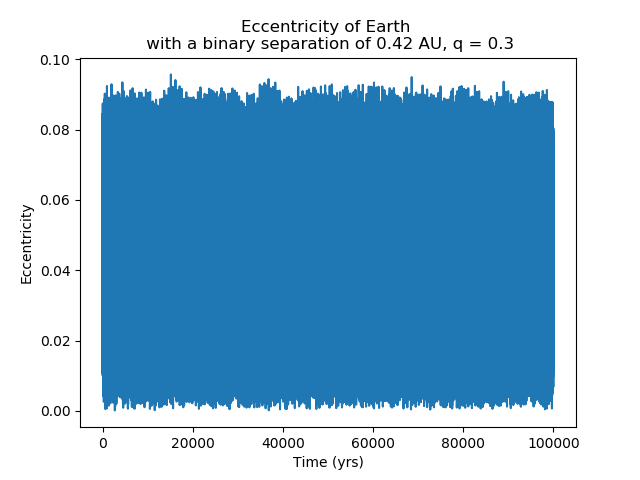 Eccentricity of Earth
with a binary separation of 0.42 AU, q = 0.3
0.10
0.08
0.06
0.04
0.02
0.00
Eccentricity
0 20000 40000 60000 80000 100000
Time (yrs)